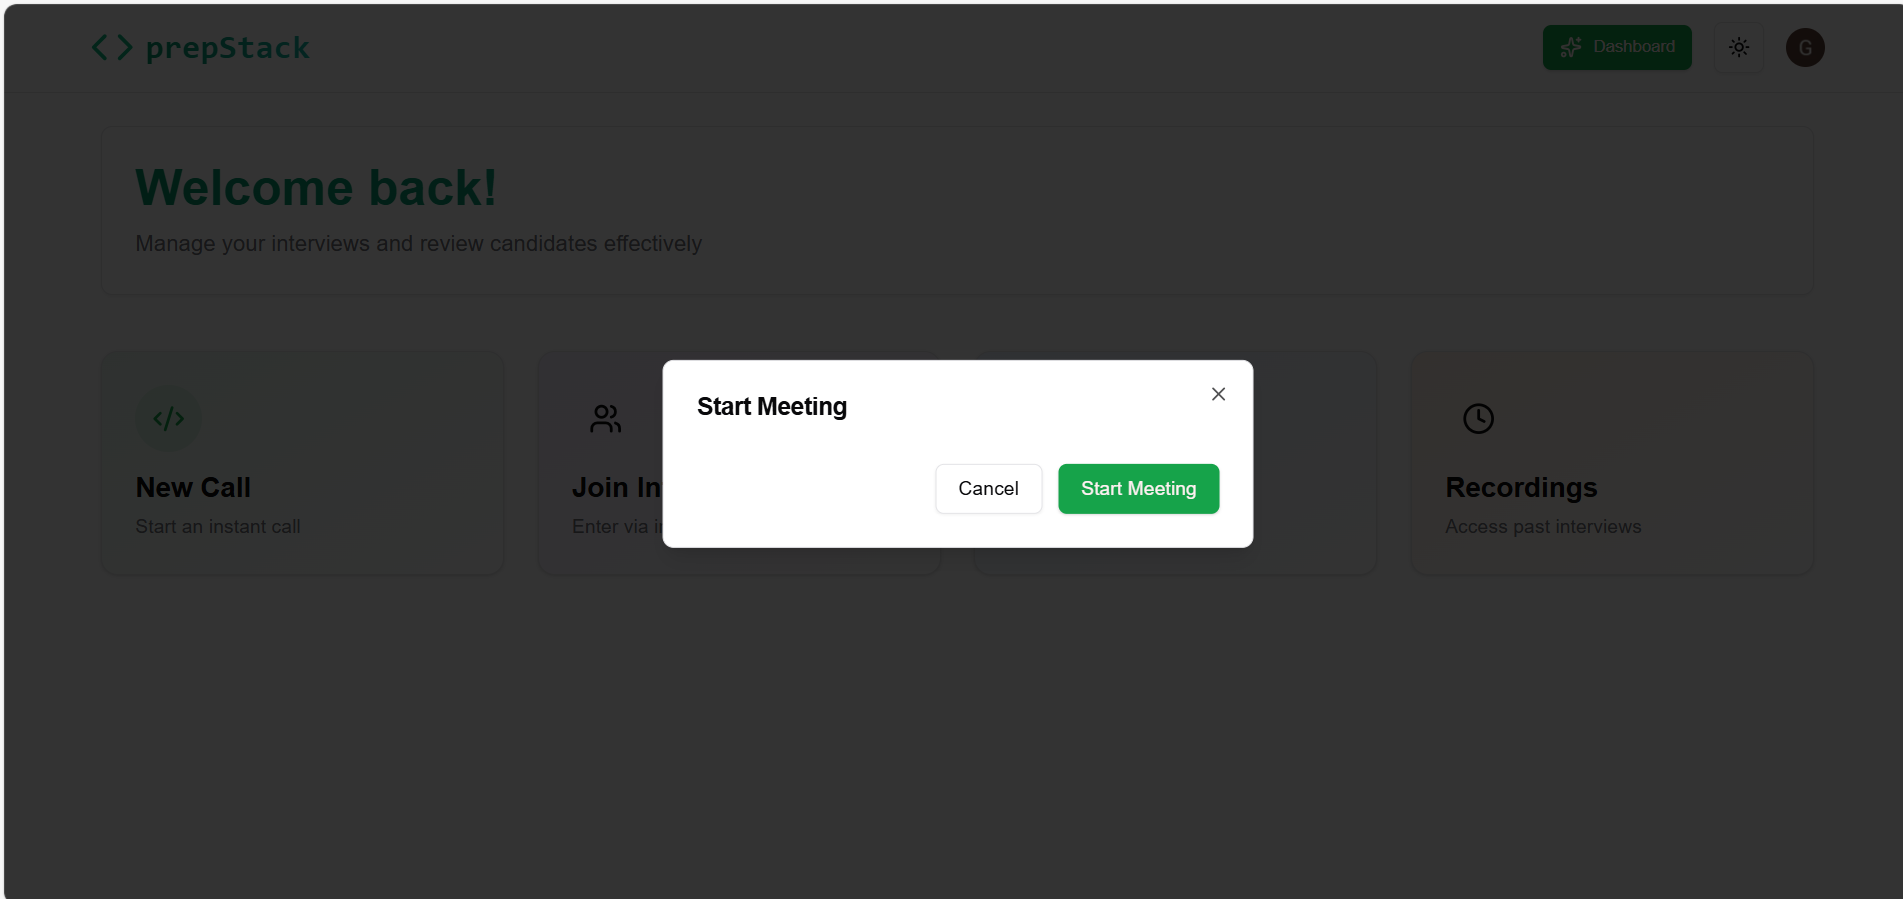 prepStack
Dashboard
G
Welcome back!
Manage your interviews and review candidates effectively
Start Meeting
Cancel
Start Meeting
New Call
Start an instant call
Join In
Enter via
Recordings
Access past interviews